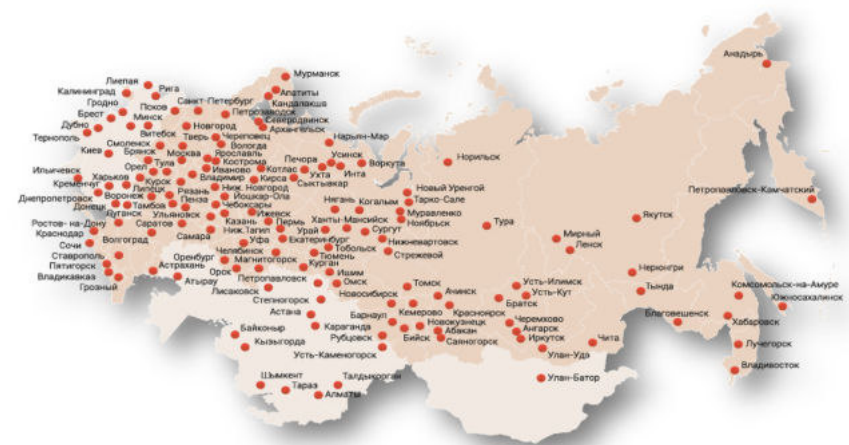 Анадырь
Мурманск
Лиепая
Рига
Апатиты
Калининград
Санкт-Петербург
Кандалакша
Гродно
Псков
Петрозаводск
Северодвинск
Брест
Минск
Архангельск
Дубно
Новгород
Череповец
Нарьян-Мар
Тернополь
Витебск
Тверь
Вологда
Смоленск
Ярославль
Усинск
Киев
Брянск
Москва
Кострома
Печора
Воркута
Норильск
Тула
Иваново
Котлас
Ухта
Инта
Ильичевск
Орел
Владимир
Кирса
Сыктывкар
Харьков
Курск
Кременчуг
Липецк
Рязань
Ниж. Новгород
Новый Уренгой
Петропавловск-Камчатский
Днепропетровск
Воронеж
Пенза
Йошкар-Ола
Нягань
Когалым
Тарко-Сале
Донецк
Тамбов
Чебоксары
Муравленко
Луганск
Ульяновск
Казань
Ижевск
Ханты-Мансийск
Ноябрьск
Якутск
Ростов- на-Дону
Саратов
Ниж.Тагил
Пермь
Урай
Сургут
Тура
Краснодар
Волгоград
Самара
Уфа
Екатеринбург
Нижневартовск
Мирный
Сочи
Челябинск
Тобольск
Стрежевой
Ленск
Ставрополь
Оренбург
Магнитогорск
Тюмень
Пятигорск
Астрахань
Орск
Курган
Ишим
Нерюнгри
Владикавказ
Атырау
Петропавловск
Омск
Томск
Усть-Илимск
Тында
Комсомольск-на-Амуре
Грозный
Лисаковск
Новосибирск
Ачинск
Усть-Кут
Южносахалинск
Степногорск
Кемерово
Красноярск
Братск
Благовешенск
Астана
Барнаул
Новокузнецк
Черемхово
Хабаровск
Байконыр
Караганда
Рубцовск
Абакан
Ангарск
Кызыгорда
Бийск
Саяногорск
Иркутск
Чита
Лучегорск
Усть-Каменогорск
Улан-Удэ
Владивосток
Шымкент
Талдыкроган
Улан-Батор
Тараз
Алматы